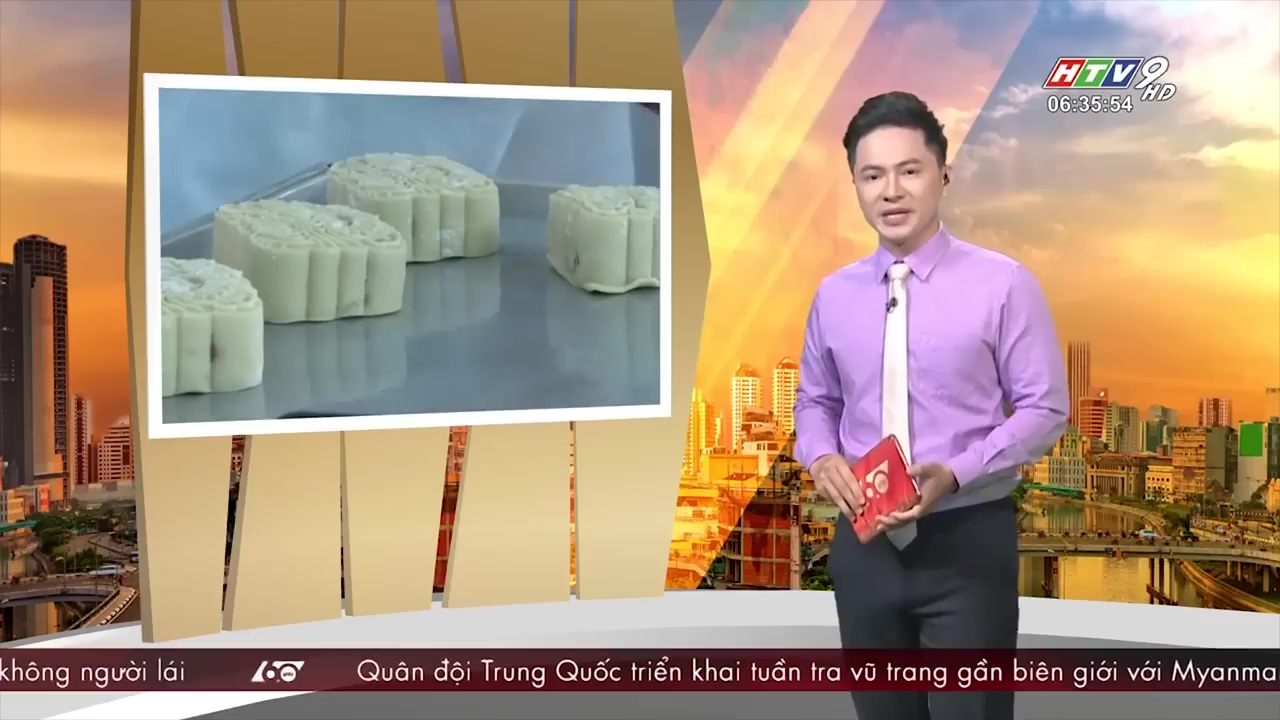 HTV9
HD
06:35:54
không người lái
60
Quân đội Trung Quốc triển khai tuần tra vũ trang gần biên giới với Myanma